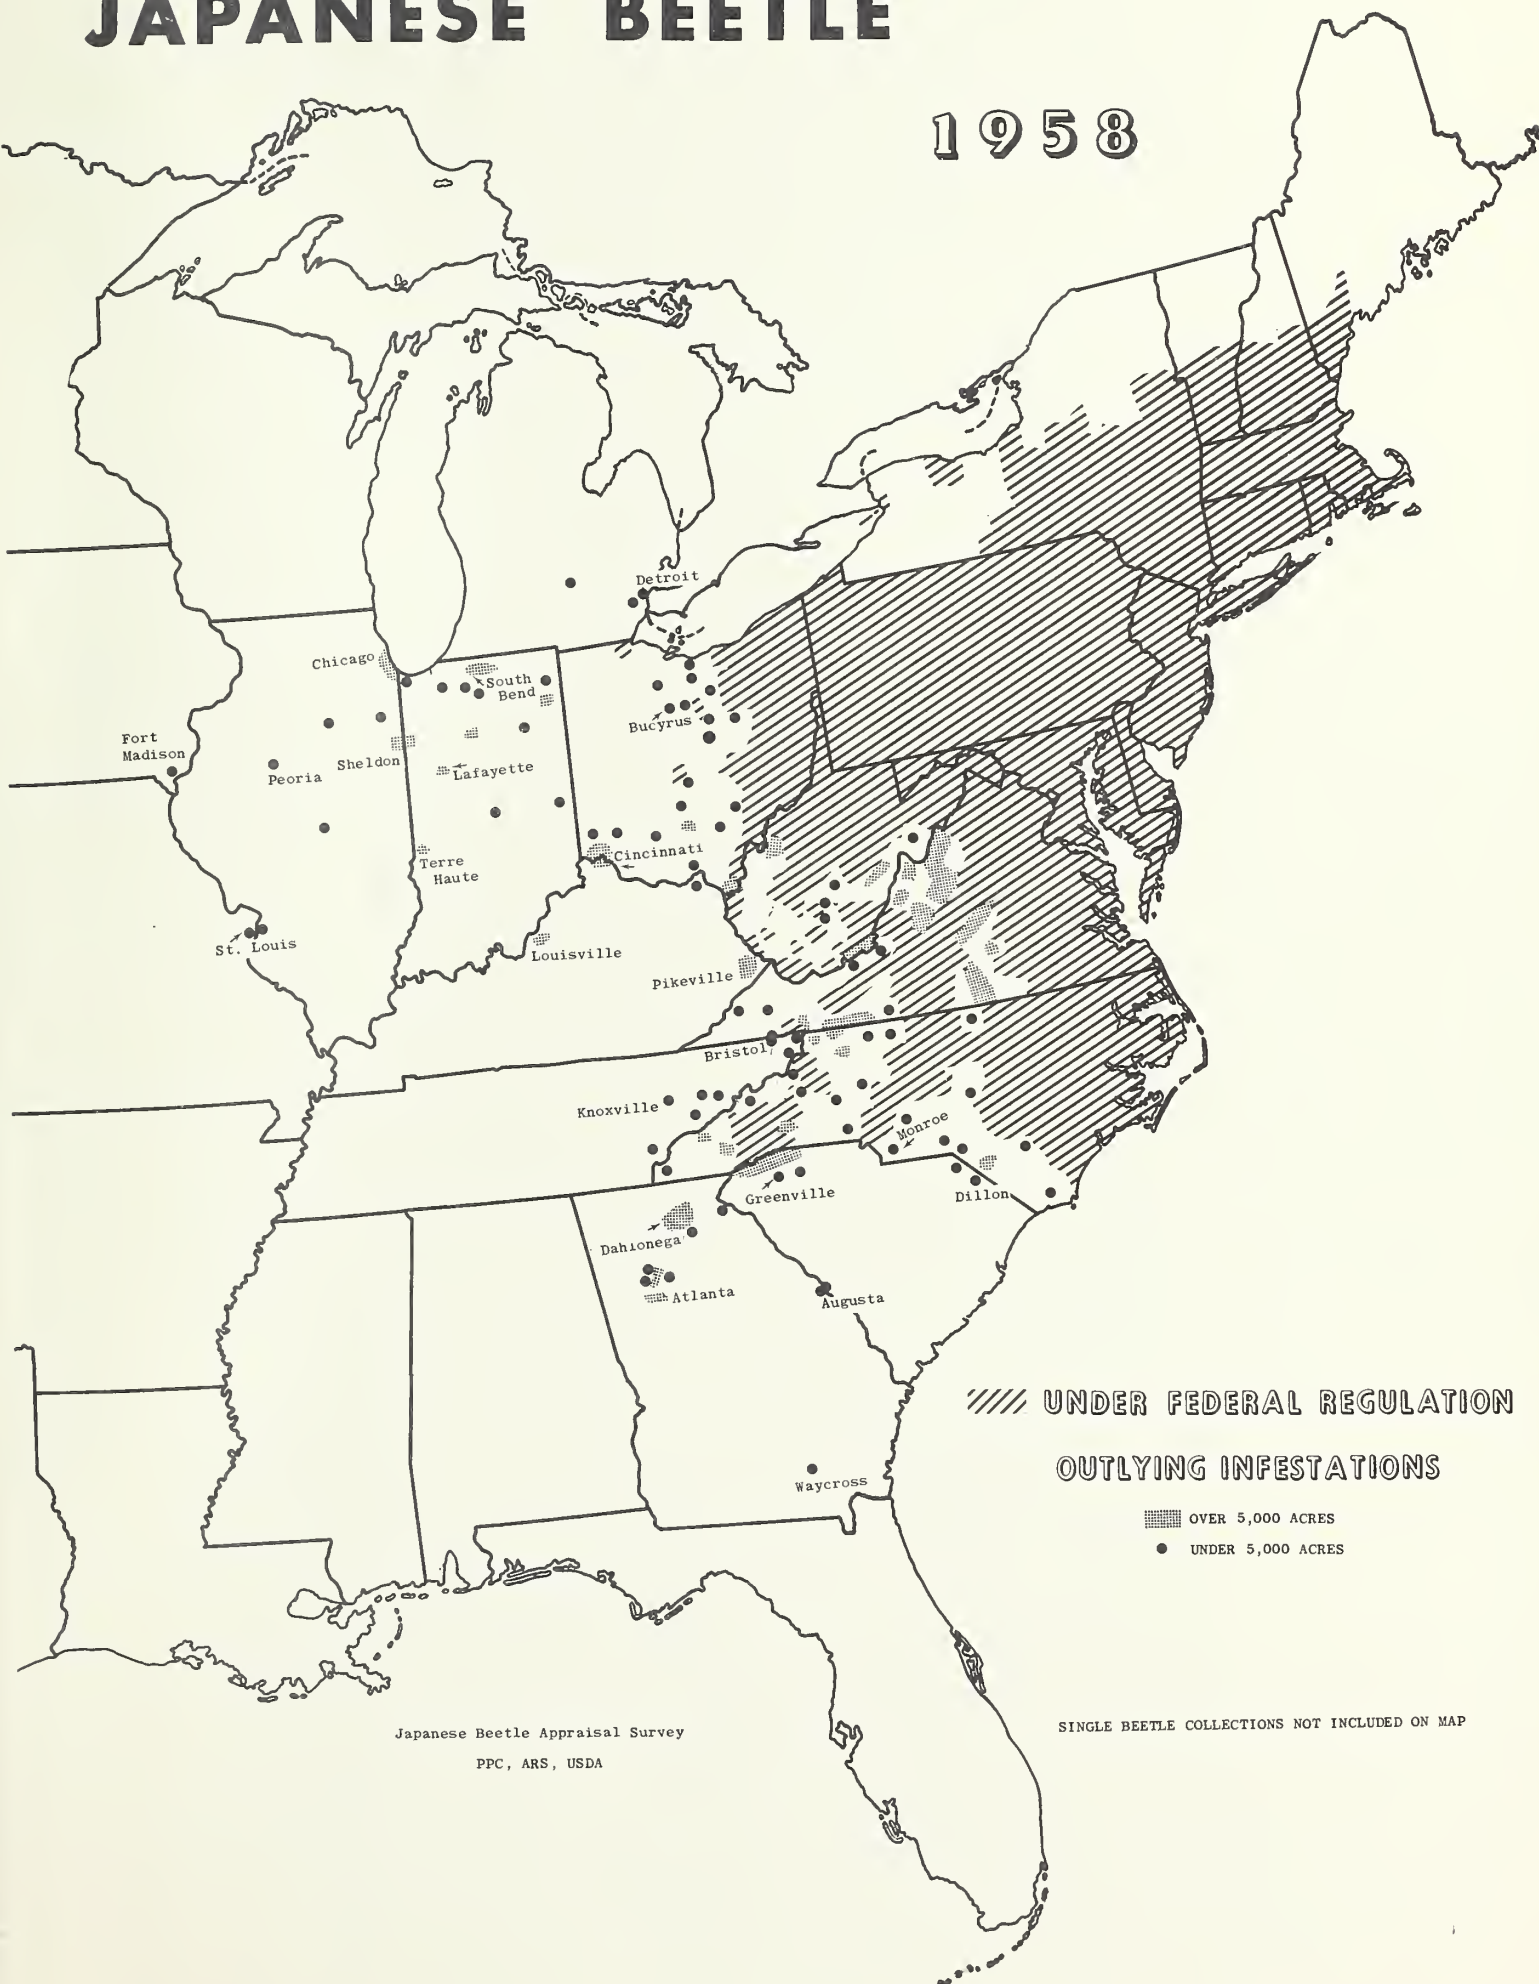 JAPANESE BEETLE
1958
Detroit
Chicago
South
Bend
Bucyrus
Fort
Madison
Sheldon
Peoria
Lafayette
Cincinnati
Terre
Haute
St. Louis
Louisville
Pikeville
Bristol
Knoxville
Monroe
Greenville
Dillon
Dahlonega
Atlanta
Augusta
UNDER FEDERAL REGULATION
OUTLYING INFESTATIONS
Waycross
OVER 5,000 ACRES
UNDER 5,000 ACRES
Japanese Beetle Appraisal Survey
PPC, ARS, USDA
SINGLE BEETLE COLLECTIONS NOT INCLUDED ON MAP